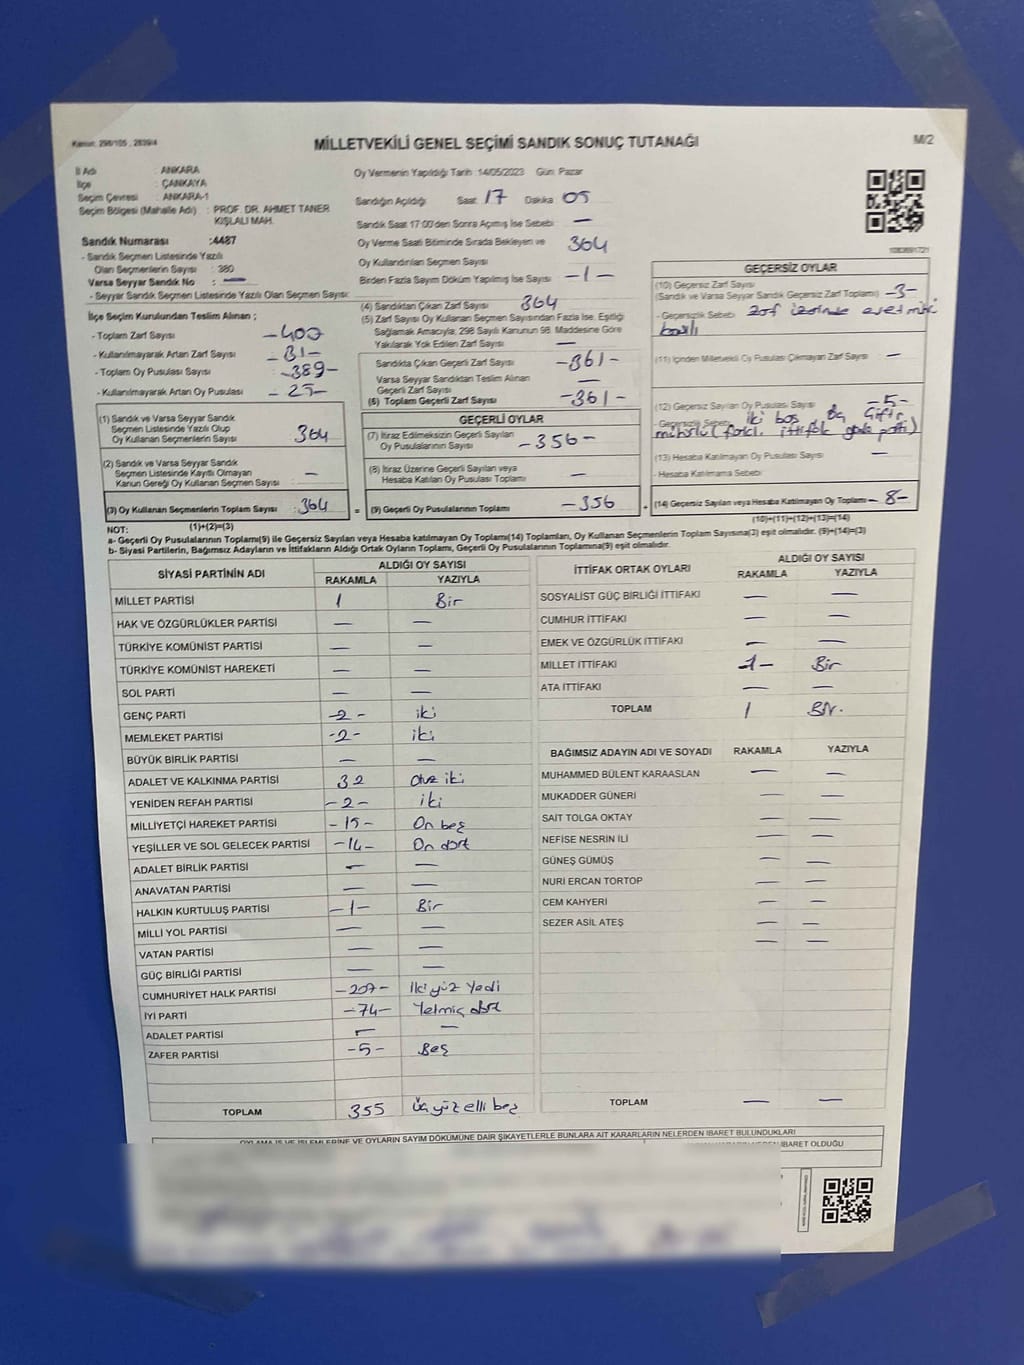 Kanun: 298/105, 2839/4
MİLLETVEKİLİ GENEL SEÇİMİ SANDIK SONUÇ TUTANAĞI
M/2
İl Adı : ANKARA
İlçe : ÇANKAYA
Seçim Çevresi : ANKARA-1
Seçim Bölgesi (Mahalle Adı) : PROF. DR. AHMET TANER
KIŞLALI MAH.
Sandık Numarası :4487
- Sandık Seçmen Listesinde Yazılı
Olan Seçmenlerin Sayısı : 380
Varsa Seyyar Sandık No : —
- Seyyar Sandık Seçmen Listesinde Yazılı Olan Seçmen Sayısı:
İlçe Seçim Kurulundan Teslim Alınan ;
- Toplam Zarf Sayısı
- Kullanılmayarak Artan Zarf Sayısı
- Toplam Oy Pusulası Sayısı : -389-
- Kullanılmayarak Artan Oy Pusulası - 25-
Oy Vermenin Yapıldığı Tarih :14/05/2023 Gün: Pazar
Sandığın Açıldığı Saat: 17 Dakika 05
Sandık Saat 17:00'den Sonra Açılmış İse Sebebi: —
Oy Verme Saati Bitiminde Sırada Bekleyen ve 364
Oy Kullandırılan Seçmen Sayısı
Birden Fazla Sayım Döküm Yapılmış İse Sayısı -1-
(4) Sandıktan Çıkan Zarf Sayısı 364
(5) Zarf Sayısı Oy Kullanan Seçmen Sayısından Fazla İse, Eşitliği
Sağlamak Amacıyla; 298 Sayılı Kanunun 98. Maddesine Göre
Yakılarak Yok Edilen Zarf Sayısı —
Sandıkta Çıkan Geçerli Zarf Sayısı -361-
Varsa Seyyar Sandıktan Teslim Alınan
Geçerli Zarf Sayısı —
(6) Toplam Geçerli Zarf Sayısı -361-
GEÇERSİZ OYLAR
(10) Geçersiz Zarf Sayısı
(Sandık ve Varsa Seyyar Sandık Geçersiz Zarf Toplamı) -3-
- Geçersizlik Sebebi zarf üzerinde evet
(11) İçinden Milletvekili Oy Pusulası Çıkmayan Zarf Sayısı —
(12) Geçersiz Sayılan Oy Pusulası Sayısı -5-
- Geçersizlik Sebebi iki boş
mühürlü ittifak
(13) Hesaba Katılmayan Oy Pusulası Sayısı —
- Hesaba Katılmama Sebebi
(14) Geçersiz Sayılan veya Hesaba Katılmayan Oy Toplamı - 8-
(10)+(11)+(12)+(13)=(14)
(1) Sandık ve Varsa Seyyar Sandık
Seçmen Listesinde Yazılı Olup
Oy Kullanan Seçmenlerin Sayısı 364
(2) Sandık ve Varsa Seyyar Sandık
Seçmen Listesinde Kayıtlı Olmayan
Kanun Gereği Oy Kullanan Seçmen Sayısı : —
(3) Oy Kullanan Seçmenlerin Toplam Sayısı :364
(1)+(2)=(3)
GEÇERLİ OYLAR
(7) İtiraz Edilmeksizin Geçerli Sayılan
Oy Pusulalarının Sayısı -356-
(8) İtiraz Üzerine Geçerli Sayılan veya
Hesaba Katılan Oy Pusulası Toplamı —
= (9) Geçerli Oy Pusulalarının Toplamı -356 +
NOT:
a- Geçerli Oy Pusulalarının Toplamı(9) ile Geçersiz Sayılan veya Hesaba katılmayan Oy Toplamı(14) Toplamları, Oy Kullanan Seçmenlerin Toplam Sayısına(3) eşit olmalıdır. (9)+(14)=(3)
b- Siyasi Partilerin, Bağımsız Adayların ve İttifakların Aldığı Ortak Oyların Toplamı, Geçerli Oy Pusulalarının Toplamına(9) eşit olmalıdır.
SİYASİ PARTİNİN ADI ALDIĞI OY SAYISI
RAKAMLA YAZIYLA
MİLLET PARTİSİ 1 Bir
HAK VE ÖZGÜRLÜKLER PARTİSİ — —
TÜRKİYE KOMÜNİST PARTİSİ — —
TÜRKİYE KOMÜNİST HAREKETİ — —
SOL PARTİ — —
GENÇ PARTİ -2- iki
MEMLEKET PARTİSİ -2- iki
BÜYÜK BİRLİK PARTİSİ — —
ADALET VE KALKINMA PARTİSİ 32 Otuz iki
YENİDEN REFAH PARTİSİ -2- iki
MİLLİYETÇİ HAREKET PARTİSİ -15- On beş
YEŞİLLER VE SOL GELECEK PARTİSİ -14- On dört
ADALET BİRLİK PARTİSİ — —
ANAVATAN PARTİSİ — —
HALKIN KURTULUŞ PARTİSİ -1- Bir
MİLLİ YOL PARTİSİ — —
VATAN PARTİSİ — —
GÜÇ BİRLİĞİ PARTİSİ — —
CUMHURİYET HALK PARTİSİ -207- İki yüz Yedi
İYİ PARTİ -74- Yetmiş dört
ADALET PARTİSİ — —
ZAFER PARTİSİ -5- Beş
TOPLAM 355 Üç yüz elli beş
İTTİFAK ORTAK OYLARI ALDIĞI OY SAYISI
RAKAMLA YAZIYLA
SOSYALİST GÜÇ BİRLİĞİ İTTİFAKI — —
CUMHUR İTTİFAKI — —
EMEK VE ÖZGÜRLÜK İTTİFAKI — —
MİLLET İTTİFAKI -1- Bir
ATA İTTİFAKI — —
TOPLAM 1 Bir.
BAĞIMSIZ ADAYIN ADI VE SOYADI RAKAMLA YAZIYLA
MUHAMMED BÜLENT KARAASLAN — —
MUKADDER GÜNERİ — —
SAİT TOLGA OKTAY — —
NEFİSE NESRİN İLİ — —
GÜNEŞ GÜMÜŞ — —
NURİ ERCAN TORTOP — —
CEM KAHYERİ — —
SEZER ASİL ATEŞ — —
— —
TOPLAM — —
OYLAMA İŞ VE İŞLEMLERİNE VE OYLARIN SAYIM DÖKÜMÜNE DAİR ŞİKAYETLERLE BUNLARA AİT KARARLARIN NELERDEN İBARET BULUNDUKLARI
İBARET OLDUĞU